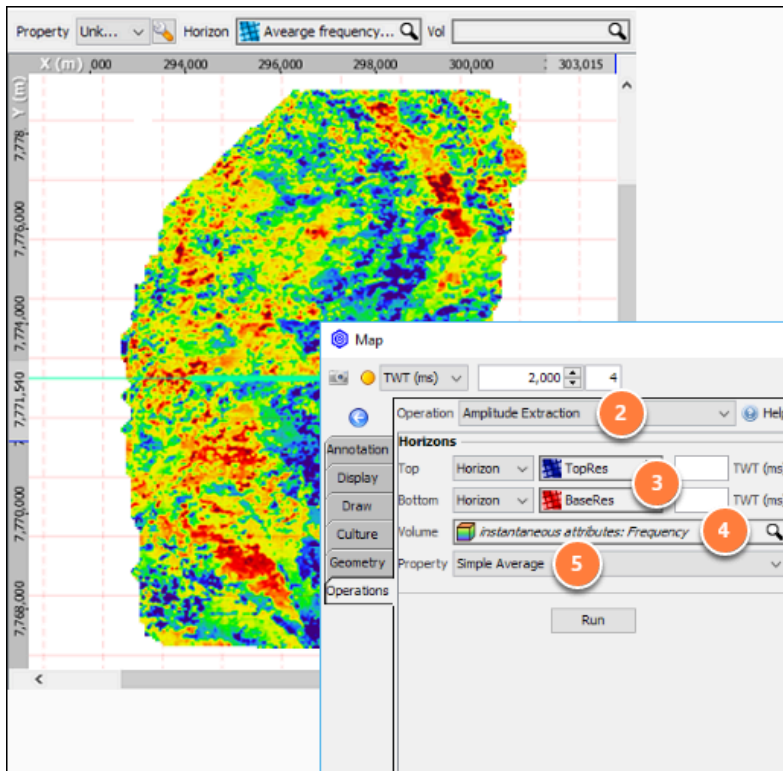 Property Unk... Horizon Avearge frequency... Vol
X (m) ,000 294,000 296,000 298,000 300,000 303,015
Y (m)
7,778
7,776,000
7,774,000
7,771,540
7,770,000
7,768,000
Map
TWT (ms) 2,000 4
Operation Amplitude Extraction 2 Help
Annotation
Horizons
Top Horizon TopRes 3 TWT (ms)
Display
Draw
Bottom Horizon BaseRes TWT (ms)
Culture
Volume instantaneous attributes: Frequency 4
Geometry
Property Simple Average 5
Operations
Run